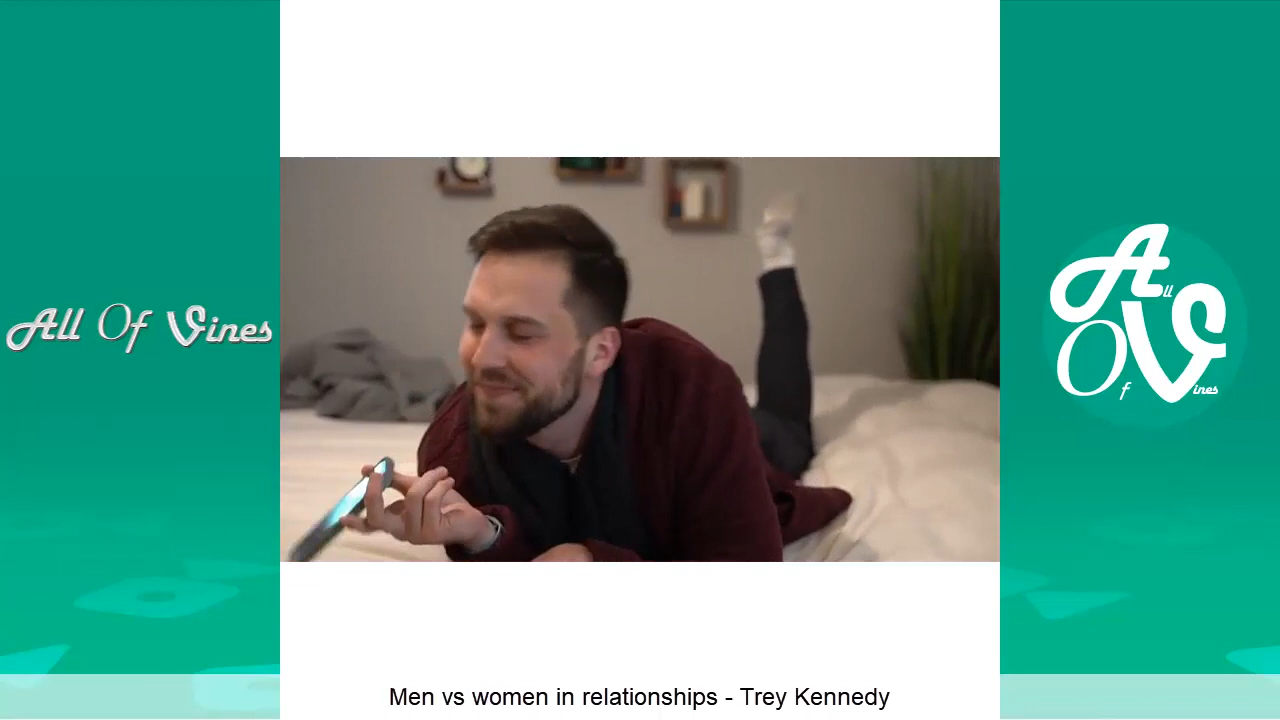 All Of Vines
All
Of
Vines
Men vs women in relationships - Trey Kennedy